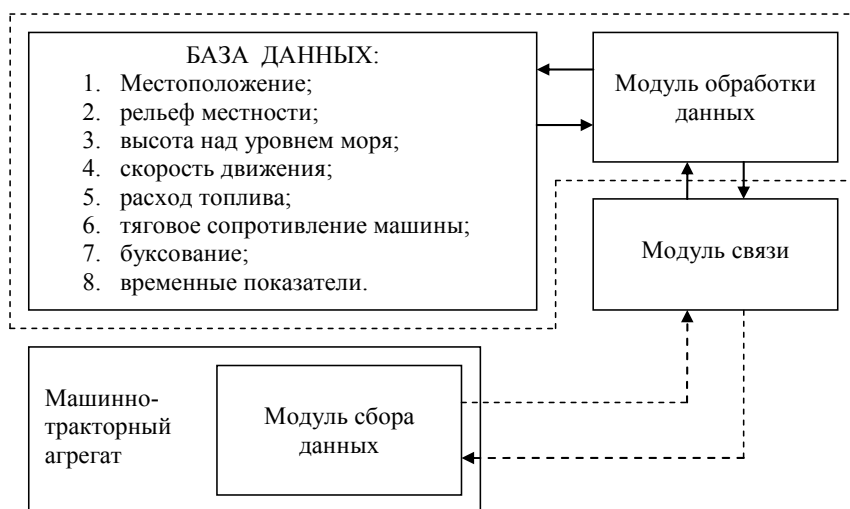 БАЗА ДАННЫХ:
1. Местоположение;
2. рельеф местности;
3. высота над уровнем моря;
4. скорость движения;
5. расход топлива;
6. тяговое сопротивление машины;
7. буксование;
8. временные показатели.
Модуль обработки
данных
Модуль связи
Машинно-
тракторный
агрегат
Модуль сбора
данных